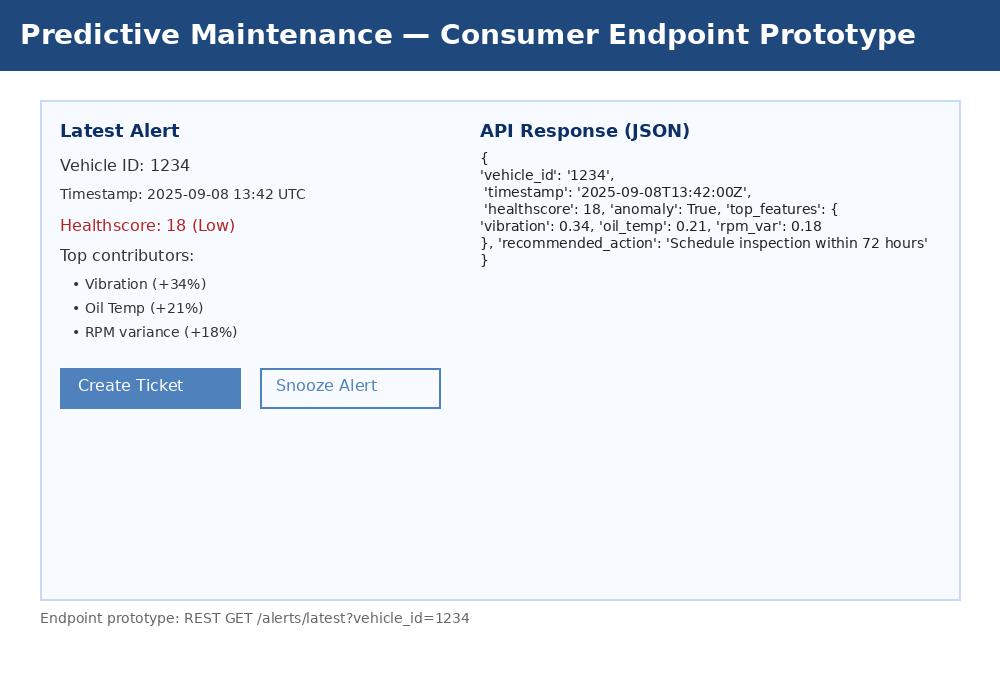 Predictive Maintenance — Consumer Endpoint Prototype
Latest Alert
Vehicle ID: 1234
Timestamp: 2025-09-08 13:42 UTC
Healthscore: 18 (Low)
Top contributors:
• Vibration (+34%)
• Oil Temp (+21%)
• RPM variance (+18%)
Create Ticket
Snooze Alert
API Response (JSON)
{
'vehicle_id': '1234',
'timestamp': '2025-09-08T13:42:00Z',
'healthscore': 18, 'anomaly': True, 'top_features': {
'vibration': 0.34, 'oil_temp': 0.21, 'rpm_var': 0.18
}, 'recommended_action': 'Schedule inspection within 72 hours'
}
Endpoint prototype: REST GET /alerts/latest?vehicle_id=1234